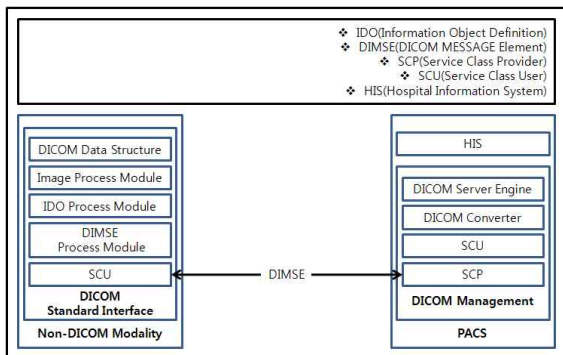 ❖ IDO(Information Object Definition)
❖ DIMSE(DICOM MESSAGE Element)
❖ SCP(Service Class Provider)
❖ SCU(Service Class User)
❖ HIS(Hospital Information System)
DICOM Data Structure
Image Process Module
IDO Process Module
DIMSE
Process Module
SCU
DICOM
Standard Interface
Non-DICOM Modality
DIMSE
HIS
DICOM Server Engine
DICOM Converter
SCU
SCP
DICOM Management
PACS